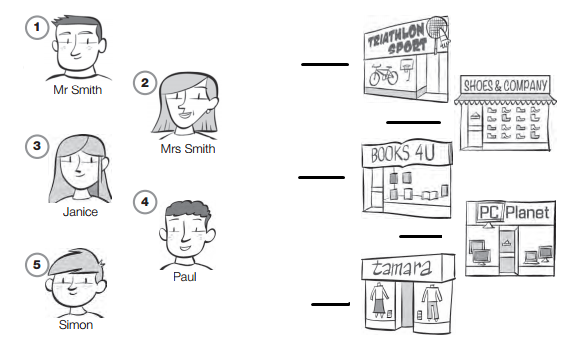 1
Mr Smith
2
Mrs Smith
3
Janice
4
Paul
5
Simon
TRIATHLON
SPORT
SHOES & COMPANY
BOOKS 4U
PC Planet
tamara